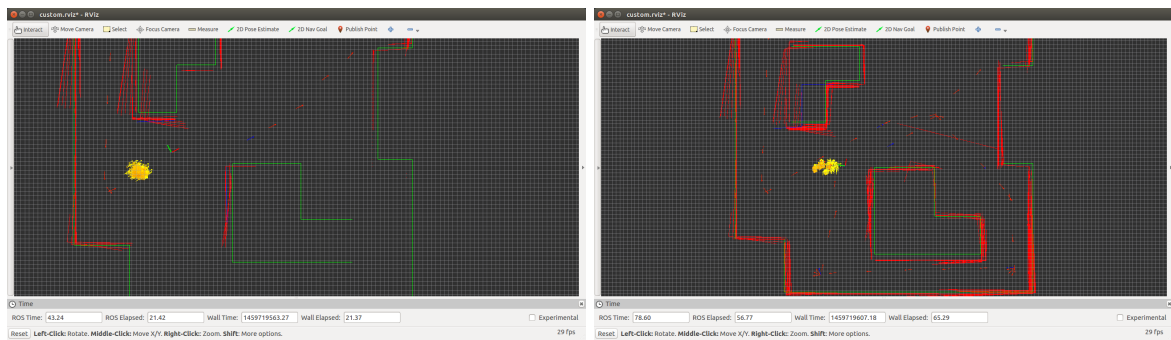 custom.rviz* - RViz
Interact Move Camera Select Focus Camera Measure 2D Pose Estimate 2D Nav Goal Publish Point
Time
ROS Time: 43.24 ROS Elapsed: 21.42 Wall Time: 1459719563.27 Wall Elapsed: 21.37 Experimental
Reset Left-Click: Rotate. Middle-Click: Move X/Y. Right-Click: Zoom. Shift: More options. 29 fps
custom.rviz* - RViz
Interact Move Camera Select Focus Camera Measure 2D Pose Estimate 2D Nav Goal Publish Point
Time
ROS Time: 78.60 ROS Elapsed: 56.77 Wall Time: 1459719607.18 Wall Elapsed: 65.29 Experimental
Reset Left-Click: Rotate. Middle-Click: Move X/Y. Right-Click: Zoom. Shift: More options. 29 fps